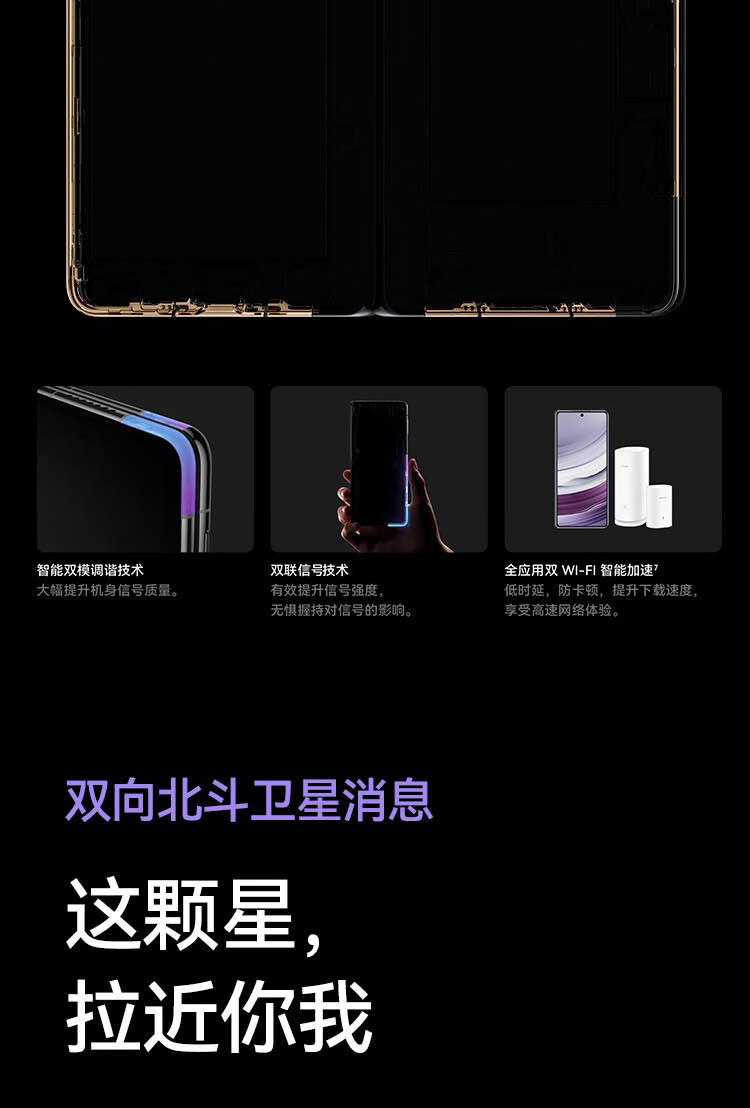 智能双模调谐技术
大幅提升机身信号质量。
双联信号技术
有效提升信号强度，
无惧握持对信号的影响。
全应用双 WI-FI 智能加速7
低时延，防卡顿，提升下载速度，
享受高速网络体验。
双向北斗卫星消息
这颗星，
拉近你我